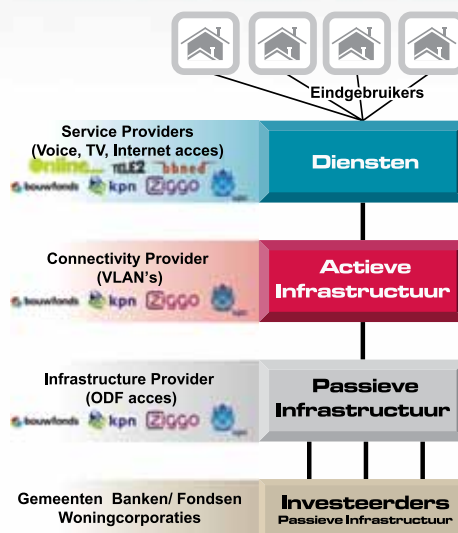 Eindgebruikers
Service Providers
(Voice, TV, Internet acces)
Online... TELE2 bbned
bouwfonds kpn ZIGGO
Diensten
Connectivity Provider
(VLAN's)
bouwfonds kpn ZIGGO
Actieve
Infrastructuur
Infrastructure Provider
(ODF acces)
bouwfonds kpn ZIGGO
Passieve
Infrastructuur
Gemeenten Banken/ Fondsen
Woningcorporaties
Investeerders
Passieve Infrastructuur